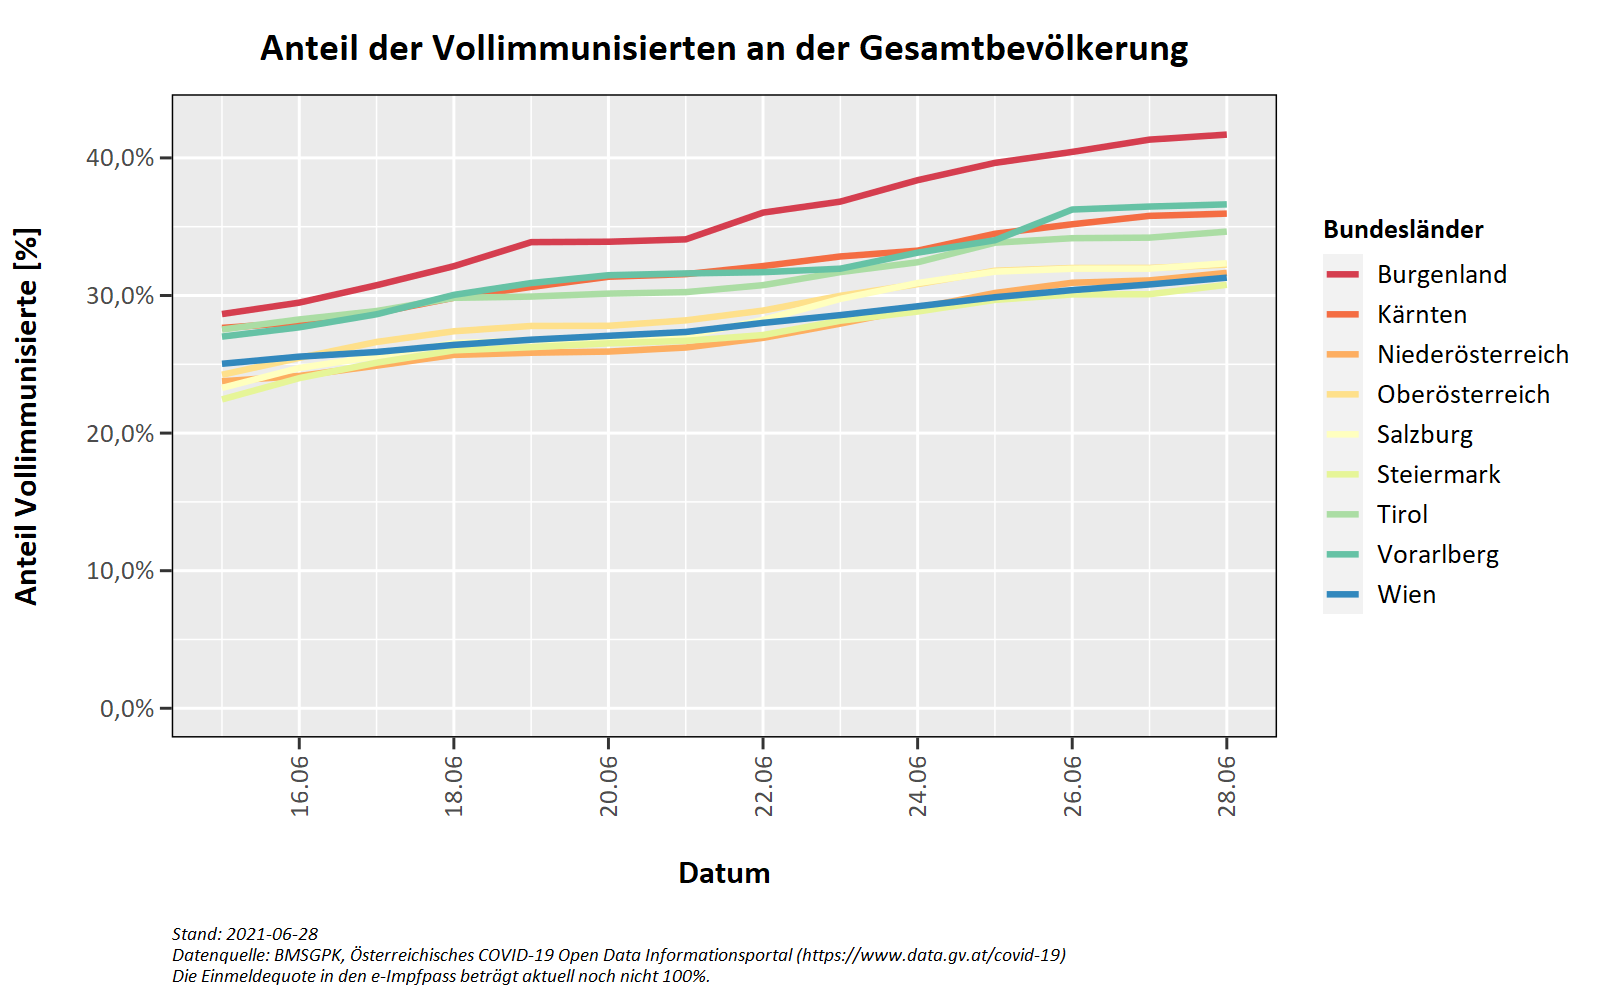 Anteil der Vollimmunisierten an der Gesamtbevölkerung
Anteil Vollimmunisierte [%]
40,0%
30,0%
20,0%
10,0%
0,0%
16.06
18.06
20.06
22.06
24.06
26.06
28.06
Datum
Bundesländer
Burgenland
Kärnten
Niederösterreich
Oberösterreich
Salzburg
Steiermark
Tirol
Vorarlberg
Wien
Stand: 2021-06-28
Datenquelle: BMSGPK, Österreichisches COVID-19 Open Data Informationsportal (https://www.data.gv.at/covid-19)
Die Einmeldequote in den e-Impfpass beträgt aktuell noch nicht 100%.